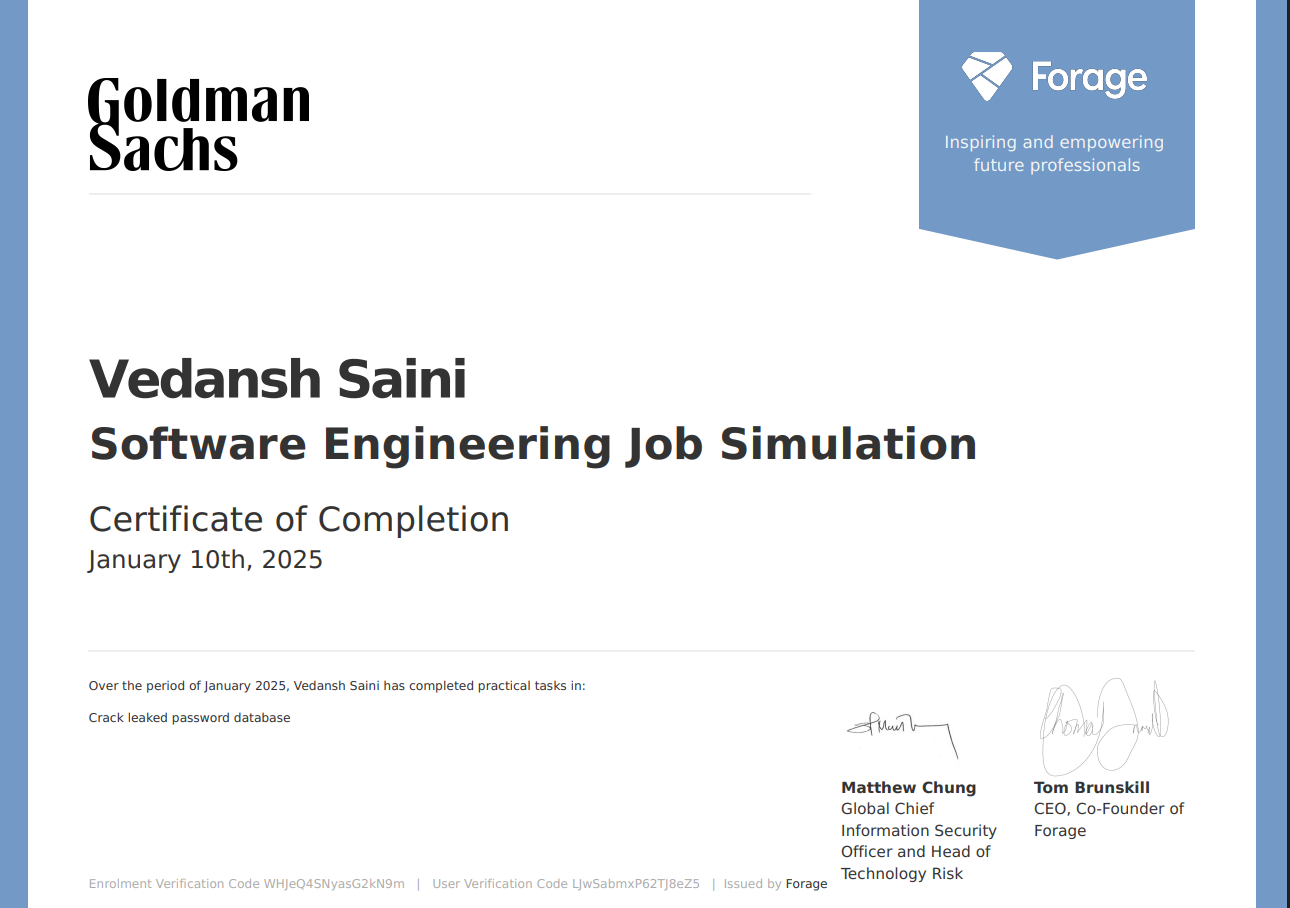 Goldman
Sachs
Forage
Inspiring and empowering
future professionals
Vedansh Saini
Software Engineering Job Simulation
Certificate of Completion
January 10th, 2025
Over the period of January 2025, Vedansh Saini has completed practical tasks in:
Crack leaked password database
Matthew Chung
Global Chief
Information Security
Officer and Head of
Technology Risk
Tom Brunskill
CEO, Co-Founder of
Forage
Enrolment Verification Code WHJeQ4SNyasG2kN9m | User Verification Code LJwSabmxP62TJ8eZ5 | Issued by Forage